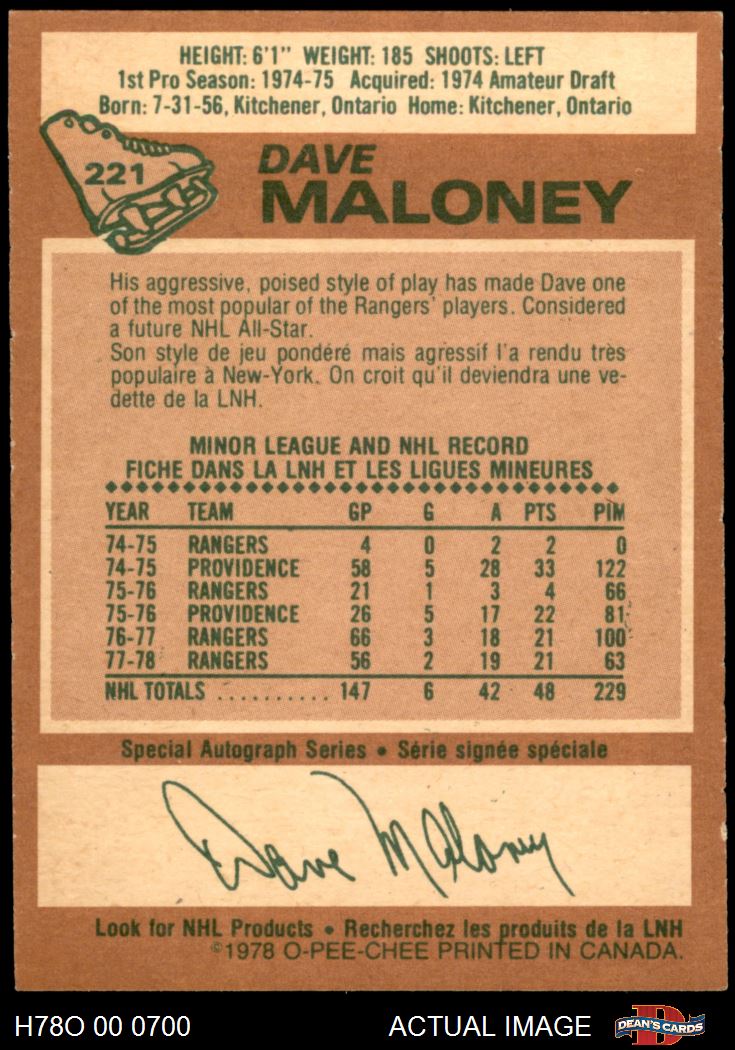 HEIGHT: 6'1" WEIGHT: 185 SHOOTS: LEFT
1st Pro Season: 1974-75 Acquired: 1974 Amateur Draft
Born: 7-31-56, Kitchener, Ontario Home: Kitchener, Ontario
221
DAVE
MALONEY
His aggressive, poised style of play has made Dave one
of the most popular of the Rangers' players. Considered
a future NHL All-Star.
Son style de jeu pondéré mais agressif l'a rendu très
populaire à New-York. On croit qu'il deviendra une ve-
dette de la LNH.
MINOR LEAGUE AND NHL RECORD
FICHE DANS LA LNH ET LES LIGUES MINEURES
YEAR TEAM GP G A PTS PIM
74-75 RANGERS 4 0 2 2 0
74-75 PROVIDENCE 58 5 28 33 122
75-76 RANGERS 21 1 3 4 66
75-76 PROVIDENCE 26 5 17 22 81
76-77 RANGERS 66 3 18 21 100
77-78 RANGERS 56 2 19 21 63
NHL TOTALS .......... 147 6 42 48 229
Special Autograph Series • Série signée spéciale
Dave Maloney
Look for NHL Products • Recherchez les produits de la LNH
©1978 O-PEE-CHEE PRINTED IN CANADA.
H78O 00 0700 ACTUAL IMAGE DEAN'S CARDS